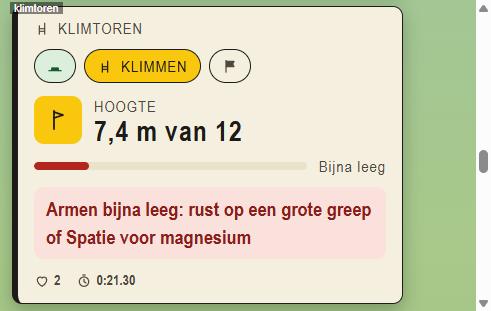 klimtoren
KLIMTOREN
KLIMMEN
HOOGTE
7,4 m van 12
Bijna leeg
Armen bijna leeg: rust op een grote greep
of Spatie voor magnesium
2 0:21.30